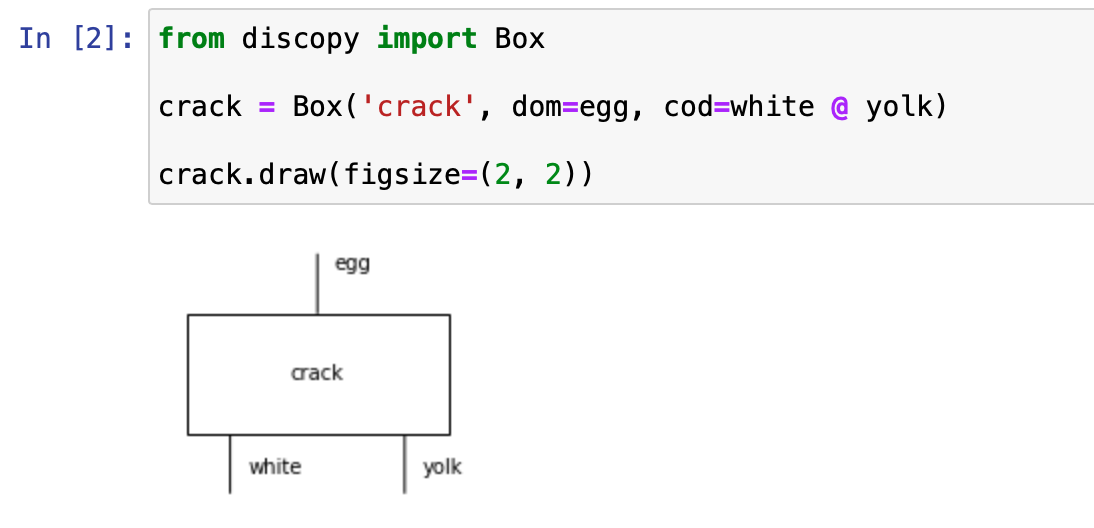 In [2]: from discopy import Box
crack = Box('crack', dom=egg, cod=white @ yolk)
crack.draw(figsize=(2, 2))
egg
crack
white yolk